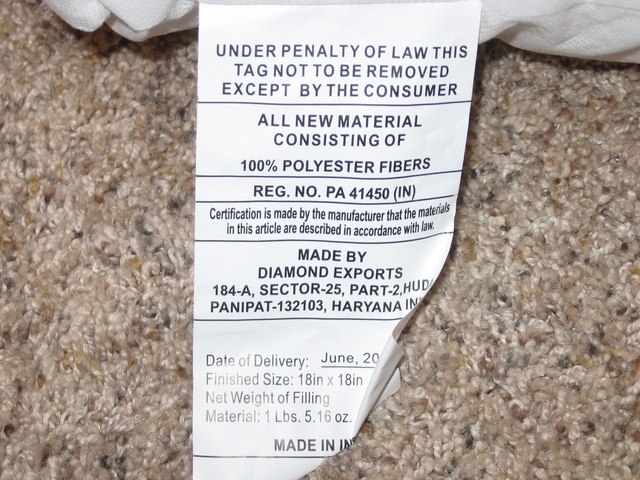 UNDER PENALTY OF LAW THIS
TAG NOT TO BE REMOVED
EXCEPT BY THE CONSUMER
ALL NEW MATERIAL
CONSISTING OF
100% POLYESTER FIBERS
REG. NO. PA 41450 (IN)
Certification is made by the manufacturer that the materials
in this article are described in accordance with law.
MADE BY
DIAMOND EXPORTS
184-A, SECTOR-25, PART-2,HUD
PANIPAT-132103, HARYANA IN
Date of Delivery: June, 20
Finished Size: 18in x 18in
Net Weight of Filling
Material: 1 Lbs. 5.16 oz.
MADE IN IN